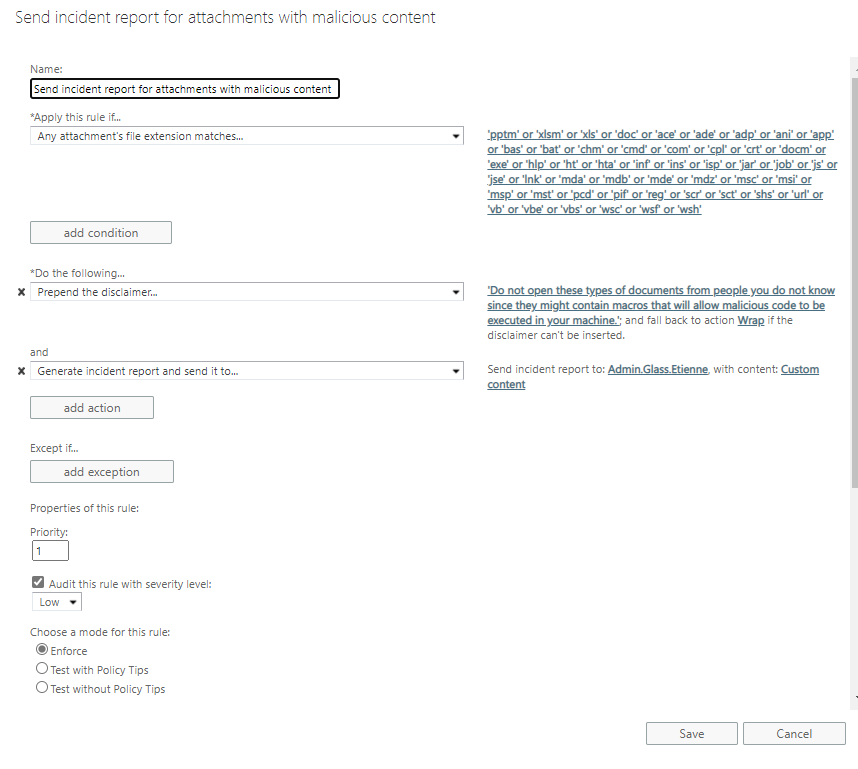 Send incident report for attachments with malicious content
Name:
Send incident report for attachments with malicious content
*Apply this rule if...
Any attachment's file extension matches...
'pptm' or 'xlsm' or 'xls' or 'doc' or 'ace' or 'ade' or 'adp' or 'ani' or 'app'
or 'bas' or 'bat' or 'chm' or 'cmd' or 'com' or 'cpl' or 'crt' or 'docm' or
'exe' or 'hlp' or 'ht' or 'hta' or 'inf' or 'ins' or 'isp' or 'jar' or 'job' or 'js' or
'jse' or 'lnk' or 'mda' or 'mdb' or 'mde' or 'mdz' or 'msc' or 'msi' or
'msp' or 'mst' or 'pcd' or 'pif' or 'reg' or 'scr' or 'sct' or 'shs' or 'url' or
'vb' or 'vbe' or 'vbs' or 'wsc' or 'wsf' or 'wsh'
add condition
*Do the following...
Prepend the disclaimer...
'Do not open these types of documents from people you do not know
since they might contain macros that will allow malicious code to be
executed in your machine.'; and fall back to action Wrap if the
disclaimer can't be inserted.
and
Generate incident report and send it to...
Send incident report to: Admin.Glass.Etienne, with content: Custom
content
add action
Except if...
add exception
Properties of this rule:
Priority:
1
Audit this rule with severity level:
Low
Choose a mode for this rule:
Enforce
Test with Policy Tips
Test without Policy Tips
Save
Cancel